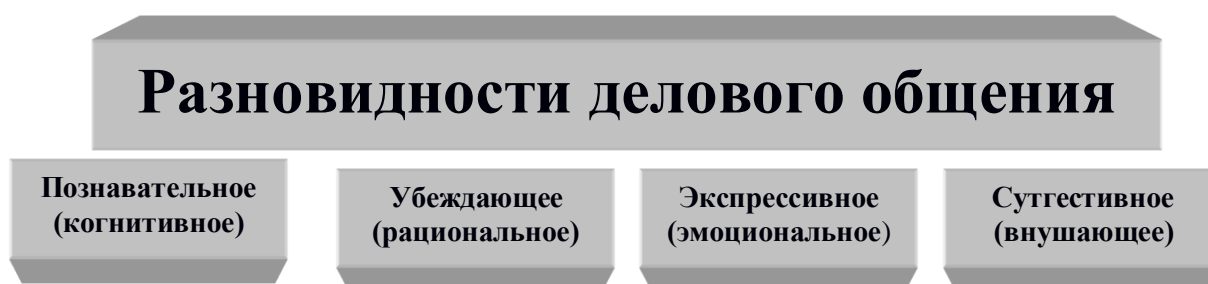 Разновидности делового общения
Познавательное
(когнитивное)
Убеждающее
(рациональное)
Экспрессивное
(эмоциональное)
Сутгестивное
(внушающее)